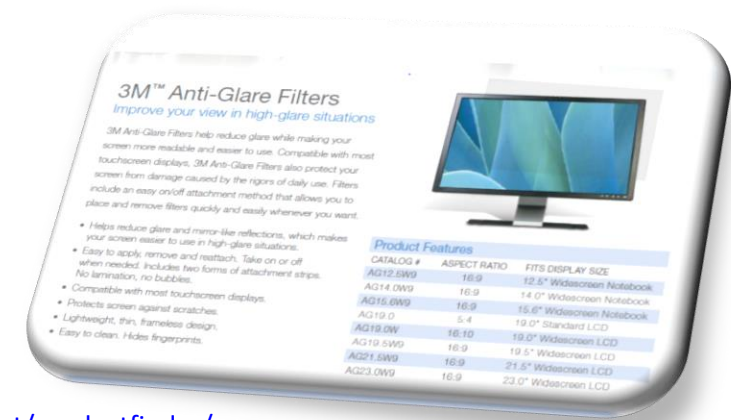 3M™ Anti-Glare Filters
Improve your view in high-glare situations
3M Anti-Glare Filters help reduce glare while making your
screen more readable and easier to use. Compatible with most
touchscreen displays, 3M Anti-Glare Filters also protect your
screen from damage caused by the rigors of daily use. Filters
include an easy on/off attachment method that allows you to
place and remove filters quickly and easily whenever you want.
• Helps reduce glare and mirror-like reflections, which makes
your screen easier to use in high-glare situations.
• Easy to apply, remove and reattach. Take on or off
when needed. Includes two forms of attachment strips.
No lamination, no bubbles.
• Compatible with most touchscreen displays.
• Protects screen against scratches.
• Lightweight, thin, frameless design.
• Easy to clean. Hides fingerprints.
Product Features
CATALOG # ASPECT RATIO FITS DISPLAY SIZE
AG12.5W9 16:9 12.5" Widescreen Notebook
AG14.0W9 16:9 14.0" Widescreen Notebook
AG15.6W9 16:9 15.6" Widescreen Notebook
AG19.0 5:4 19.0" Standard LCD
AG19.0W 16:10 19.0" Widescreen LCD
AG19.5W9 16:9 19.5" Widescreen LCD
AG21.5W9 16:9 21.5" Widescreen LCD
AG23.0W9 16:9 23.0" Widescreen LCD